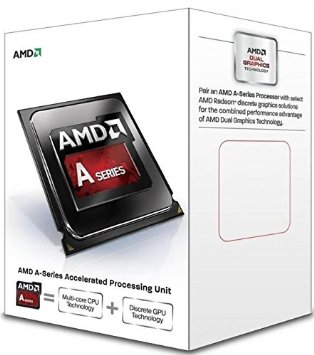 AMD
AMD
A SERIES
AMD A-Series Accelerated Processing Unit
AMD
A SERIES
=
Multi-core CPU
Technology
+
Discrete GPU
Technology
AMD
DUAL
GRAPHICS
TECHNOLOGY
Pair an AMD A-Series Processor with select
AMD Radeon™ discrete graphics solutions
for the combined performance advantage
of AMD Dual Graphics Technology.